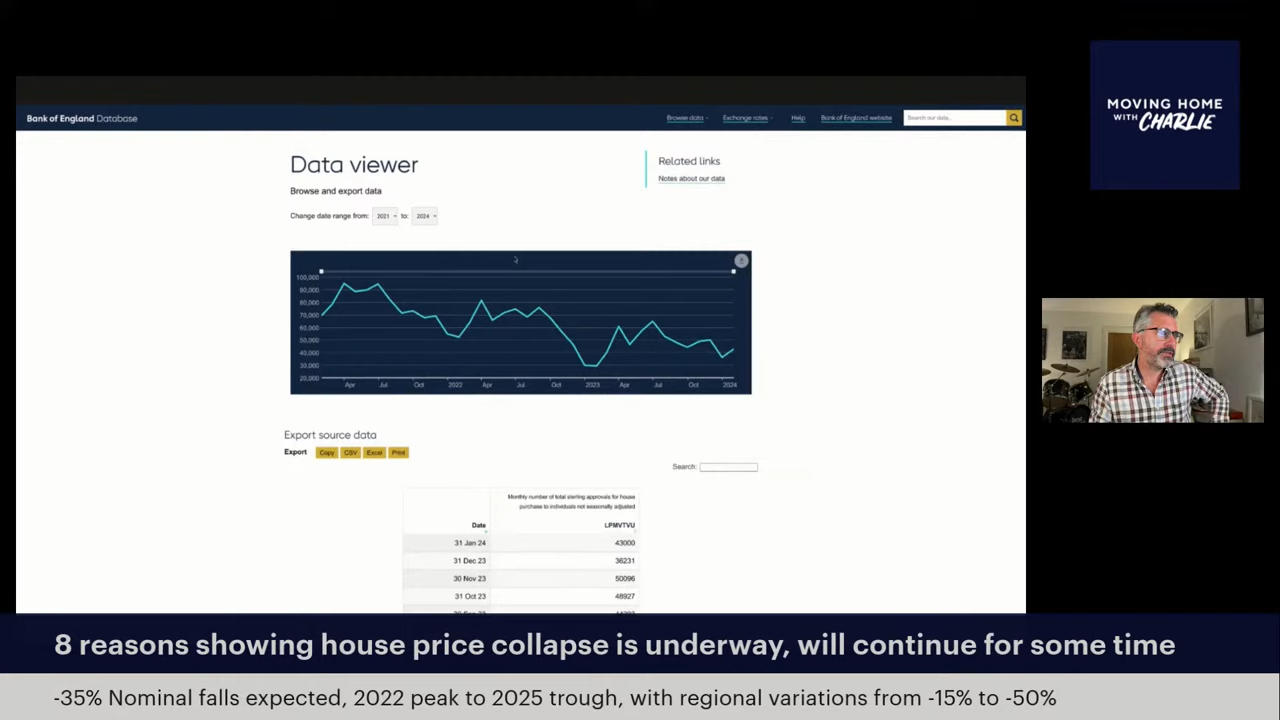 MOVING HOME
WITH CHARLIE
Bank of England Database
Browse data
Exchange rates
Help
Bank of England website
Search our data..
Data viewer
Browse and export data
Change date range from: 2021 to: 2024
Related links
Notes about our data
100,000
90,000
80,000
70,000
60,000
50,000
40,000
30,000
20,000
Apr Jul Oct 2022 Apr Jul Oct 2023 Apr Jul Oct 2024
Export source data
Export Copy CSV Excel Print
Search:
Monthly number of total sterling approvals for house
purchase to individuals not seasonally adjusted
Date LPMVTVU
31 Jan 24 43000
31 Dec 23 36231
30 Nov 23 50096
31 Oct 23 48927
8 reasons showing house price collapse is underway, will continue for some time
-35% Nominal falls expected, 2022 peak to 2025 trough, with regional variations from -15% to -50%